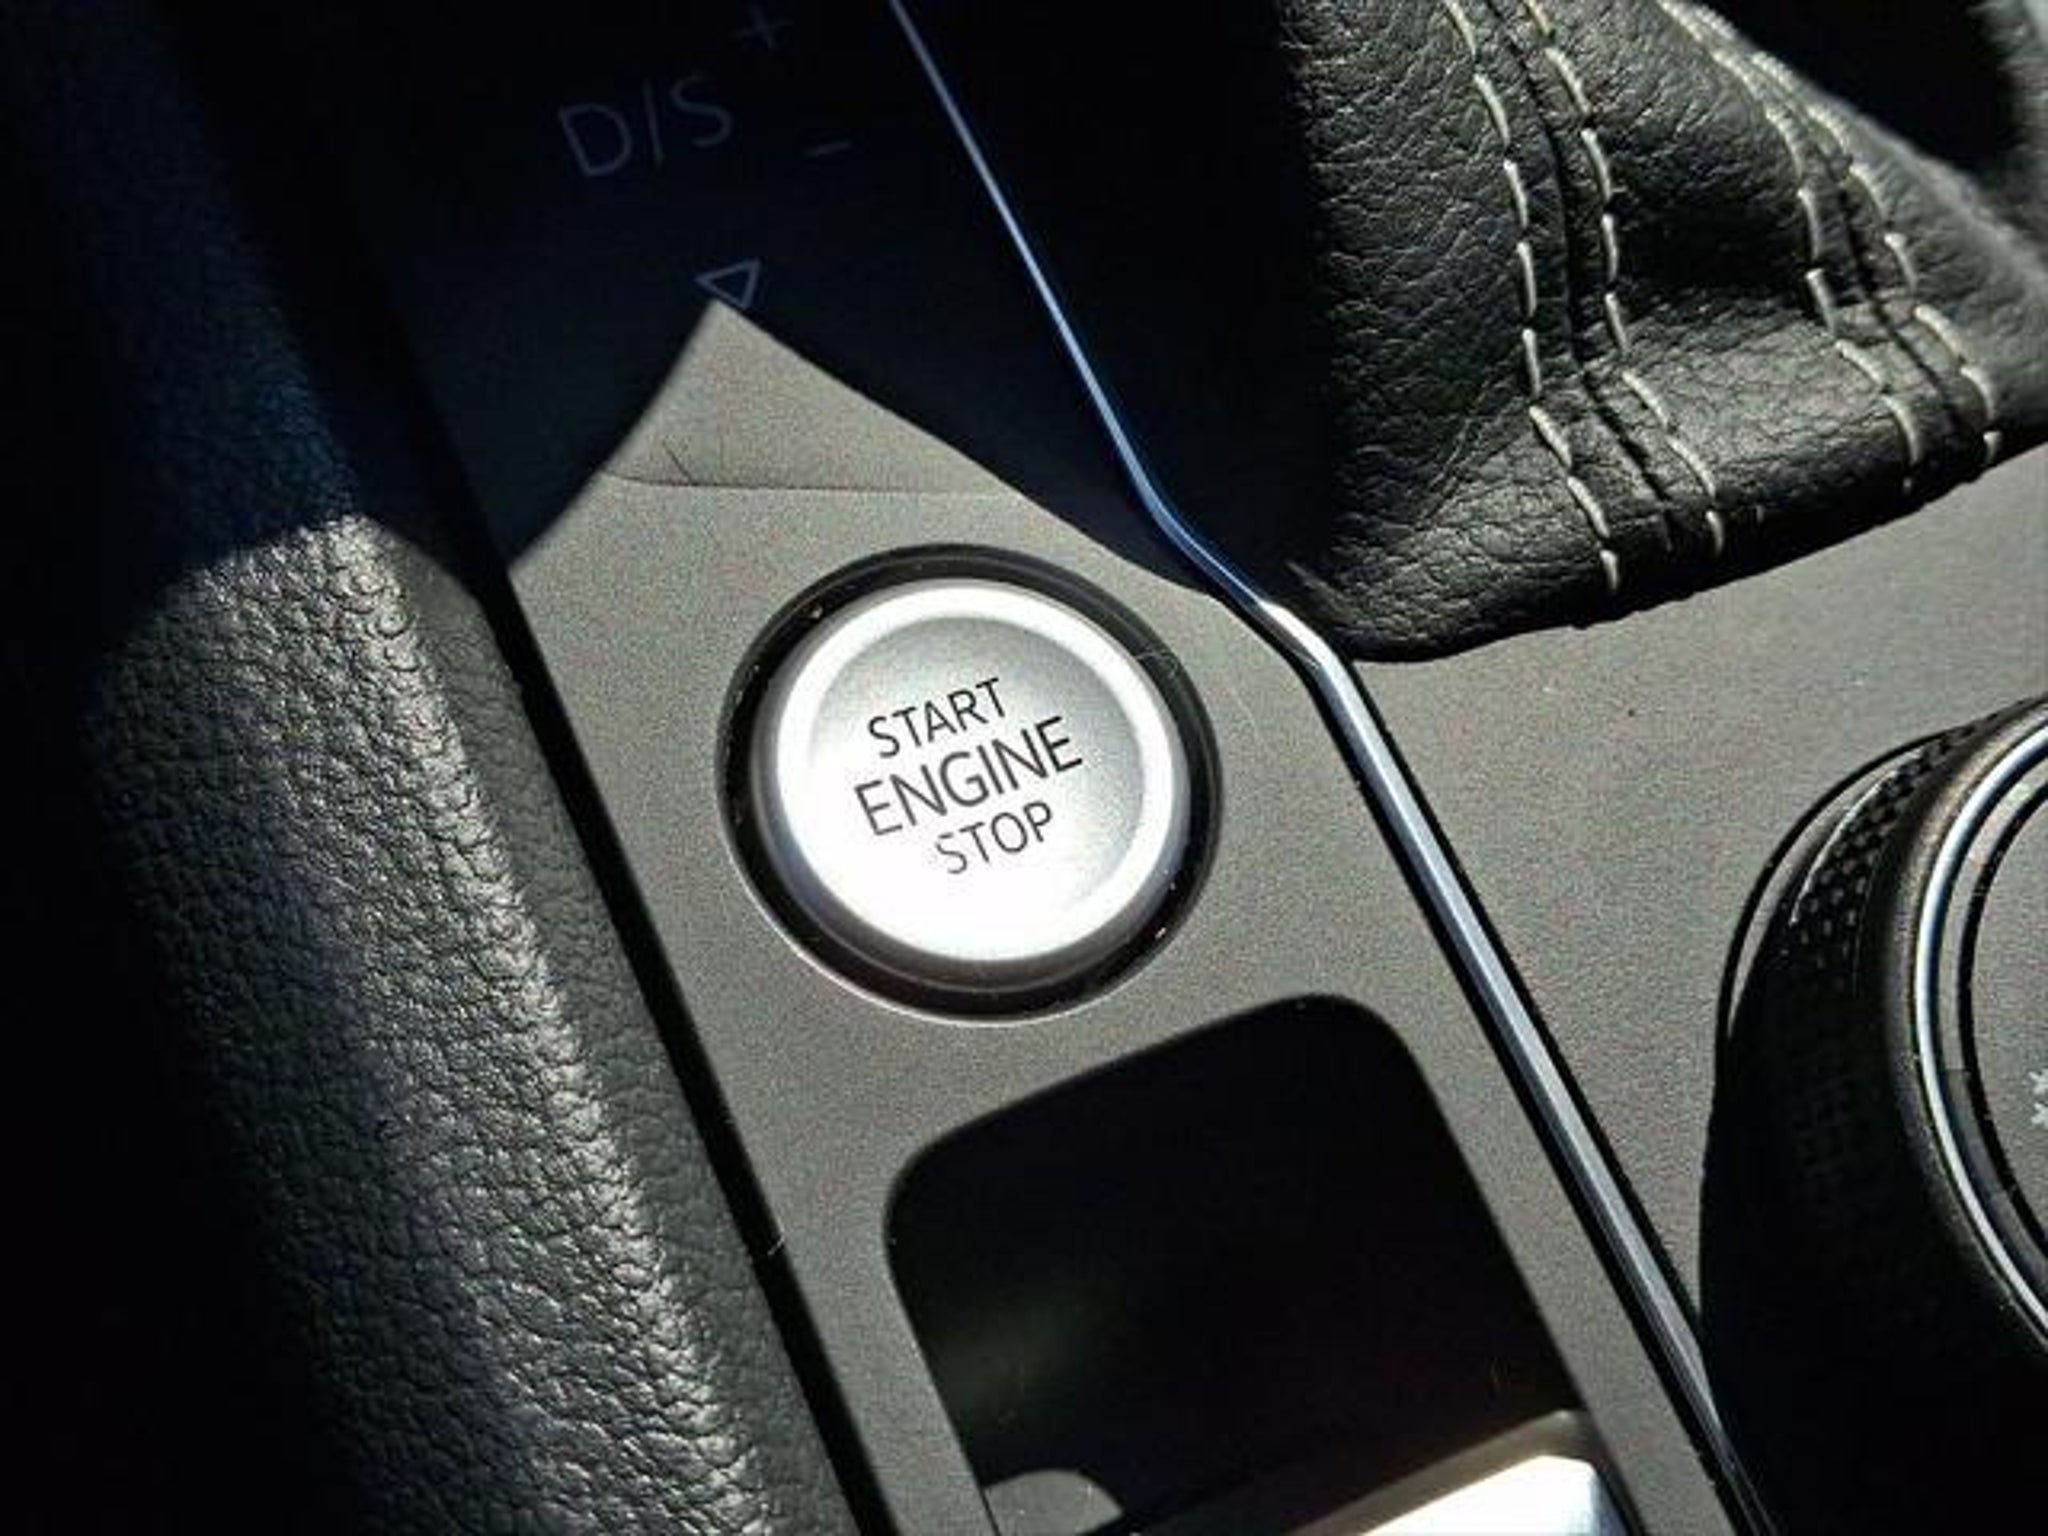 +
D/S
-
START
ENGINE
STOP